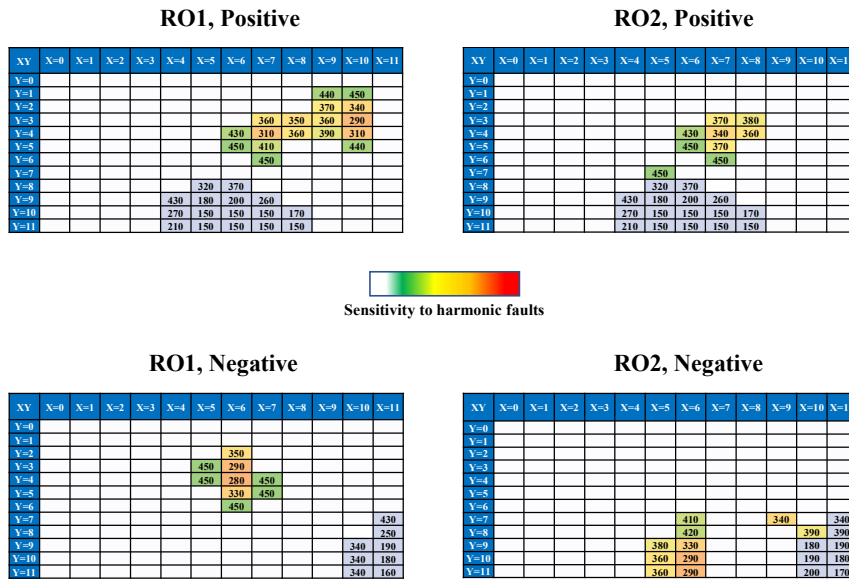 RO1, Positive
XY X=0 X=1 X=2 X=3 X=4 X=5 X=6 X=7 X=8 X=9 X=10 X=11
Y=0
Y=1 440 450
Y=2 370 340
Y=3 360 350 360 290
Y=4 430 310 360 390 310
Y=5 450 410 440
Y=6 450
Y=7
Y=8 320 370
Y=9 430 180 200 260
Y=10 270 150 150 150 170
Y=11 210 150 150 150 150
RO2, Positive
XY X=0 X=1 X=2 X=3 X=4 X=5 X=6 X=7 X=8 X=9 X=10 X=1
Y=0
Y=1
Y=2
Y=3 370 380
Y=4 430 340 360
Y=5 450 370
Y=6 450
Y=7 450
Y=8 320 370
Y=9 430 180 200 260
Y=10 270 150 150 150 170
Y=11 210 150 150 150 150
Sensitivity to harmonic faults
RO1, Negative
XY X=0 X=1 X=2 X=3 X=4 X=5 X=6 X=7 X=8 X=9 X=10 X=11
Y=0
Y=1
Y=2 350
Y=3 450 290
Y=4 450 280 450
Y=5 330 450
Y=6 450
Y=7 430
Y=8 250
Y=9 340 190
Y=10 340 180
Y=11 340 160
RO2, Negative
XY X=0 X=1 X=2 X=3 X=4 X=5 X=6 X=7 X=8 X=9 X=10 X=1
Y=0
Y=1
Y=2
Y=3
Y=4
Y=5
Y=6
Y=7 410 340 340
Y=8 420 390 390
Y=9 380 330 180 190
Y=10 360 290 190 180
Y=11 360 290 200 170